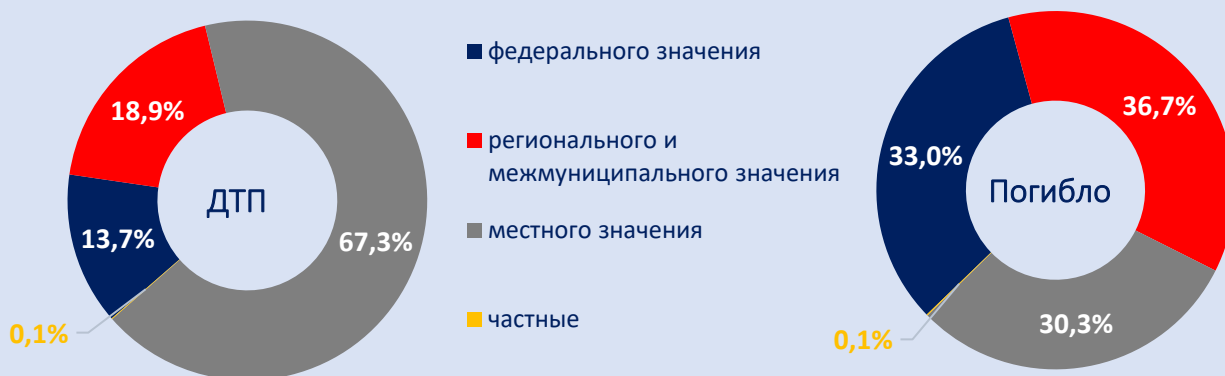 18,9%
13,7%
0,1%
ДТП
67,3%
федерального значения
регионального и
межмуниципального значения
местного значения
частные
33,0%
36,7%
Погибло
30,3%
0,1%